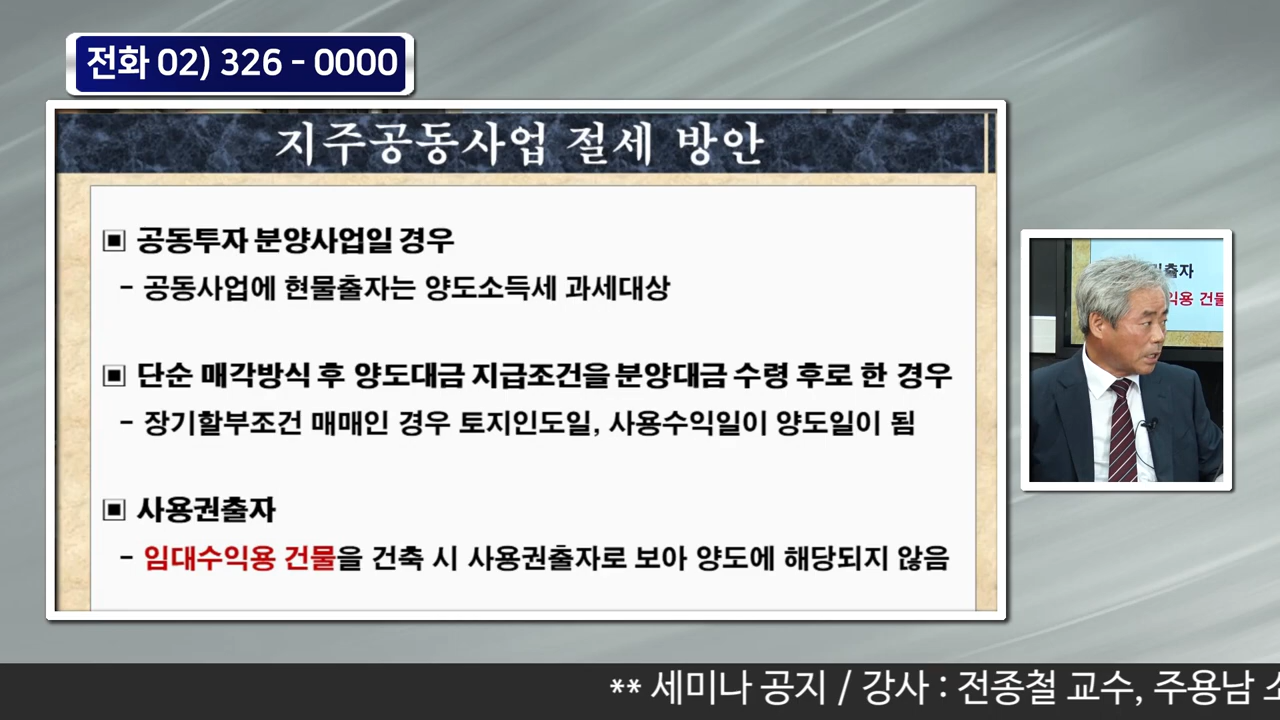 전화 02) 326 - 0000
지주공동사업 절세 방안
▣ 공동투자 분양사업일 경우
- 공동사업에 현물출자는 양도소득세 과세대상
▣ 단순 매각방식 후 양도대금 지급조건을 분양대금 수령 후로 한 경우
- 장기할부조건 매매인 경우 토지인도일, 사용수익일이 양도일이 됨
▣ 사용권출자
- 임대수익용 건물을 건축 시 사용권출자로 보아 양도에 해당되지 않음
출자
익용 건물
** 세미나 공지 / 강사 : 전종철 교수, 주용남